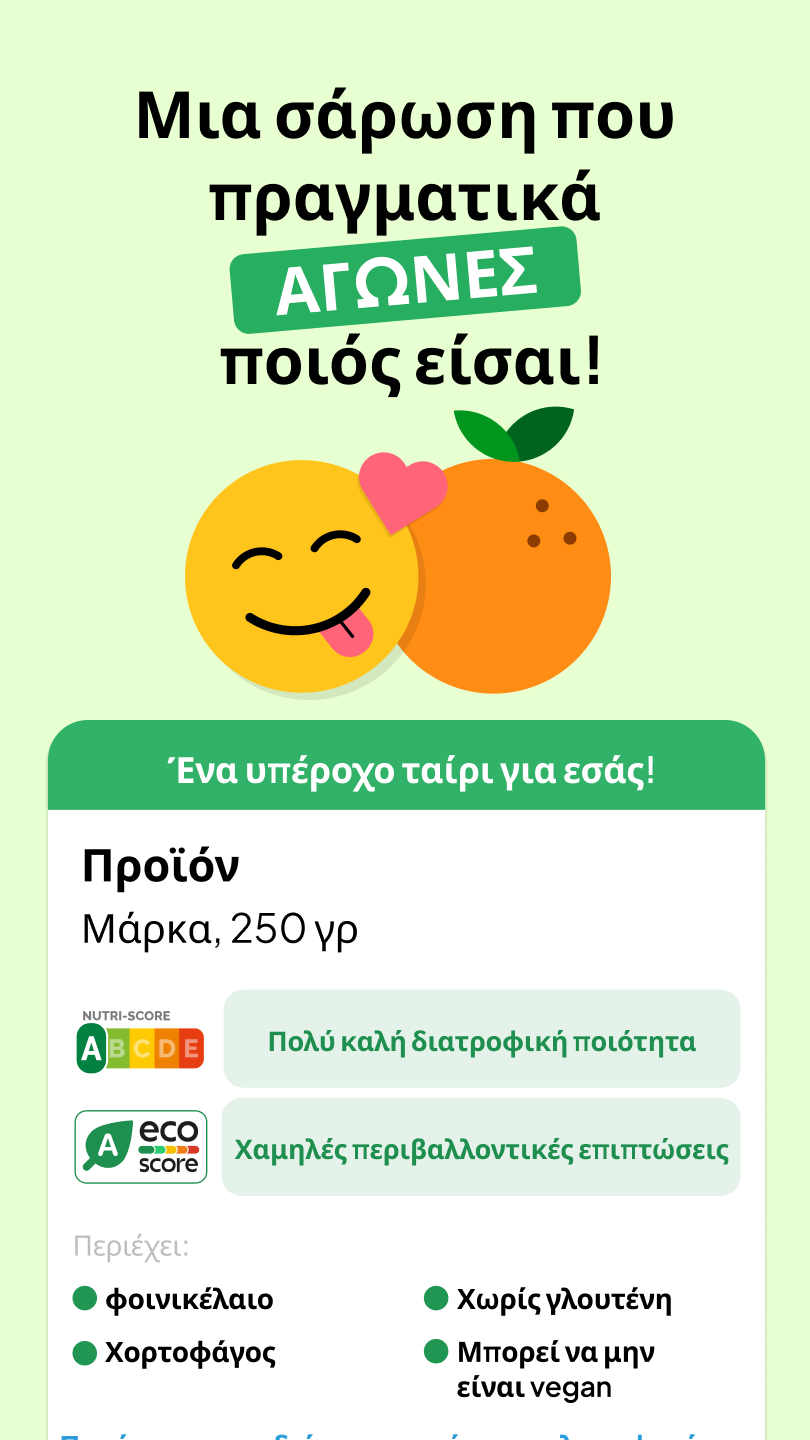 Μια σάρωση που
πραγματικά
ΑΓΩΝΕΣ
ποιός είσαι!
Ένα υπέροχο ταίρι για εσάς!
Προϊόν
Μάρκα, 250 γρ
NUTRI-SCORE
A B C D E
Πολύ καλή διατροφική ποιότητα
A eco
score
Χαμηλές περιβαλλοντικές επιπτώσεις
Περιέχει:
φοινικέλαιο
Χωρίς γλουτένη
Χορτοφάγος
Μπορεί να μην
είναι vegan